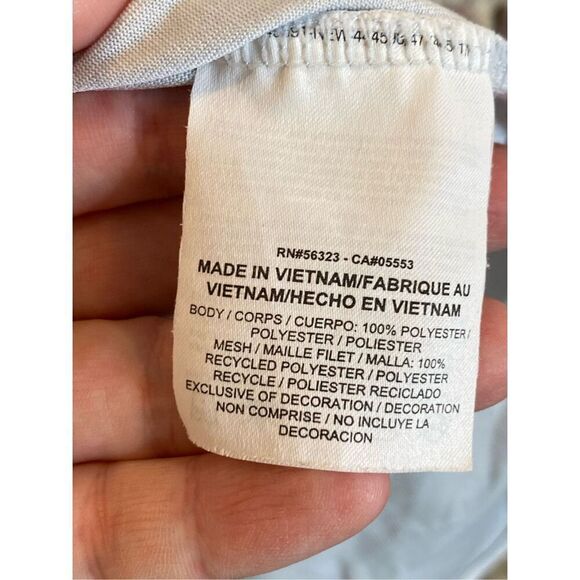 RN#56323 - CA#05553
MADE IN VIETNAM/FABRIQUE AU
VIETNAM/HECHO EN VIETNAM
BODY / CORPS / CUERPO: 100% POLYESTER /
POLYESTER / POLIESTER
MESH / MAILLE FILET / MALLA: 100%
RECYCLED POLYESTER / POLYESTER
RECYCLE / POLIESTER RECICLADO
EXCLUSIVE OF DECORATION / DECORATION
NON COMPRISE / NO INCLUYE LA
DECORACION